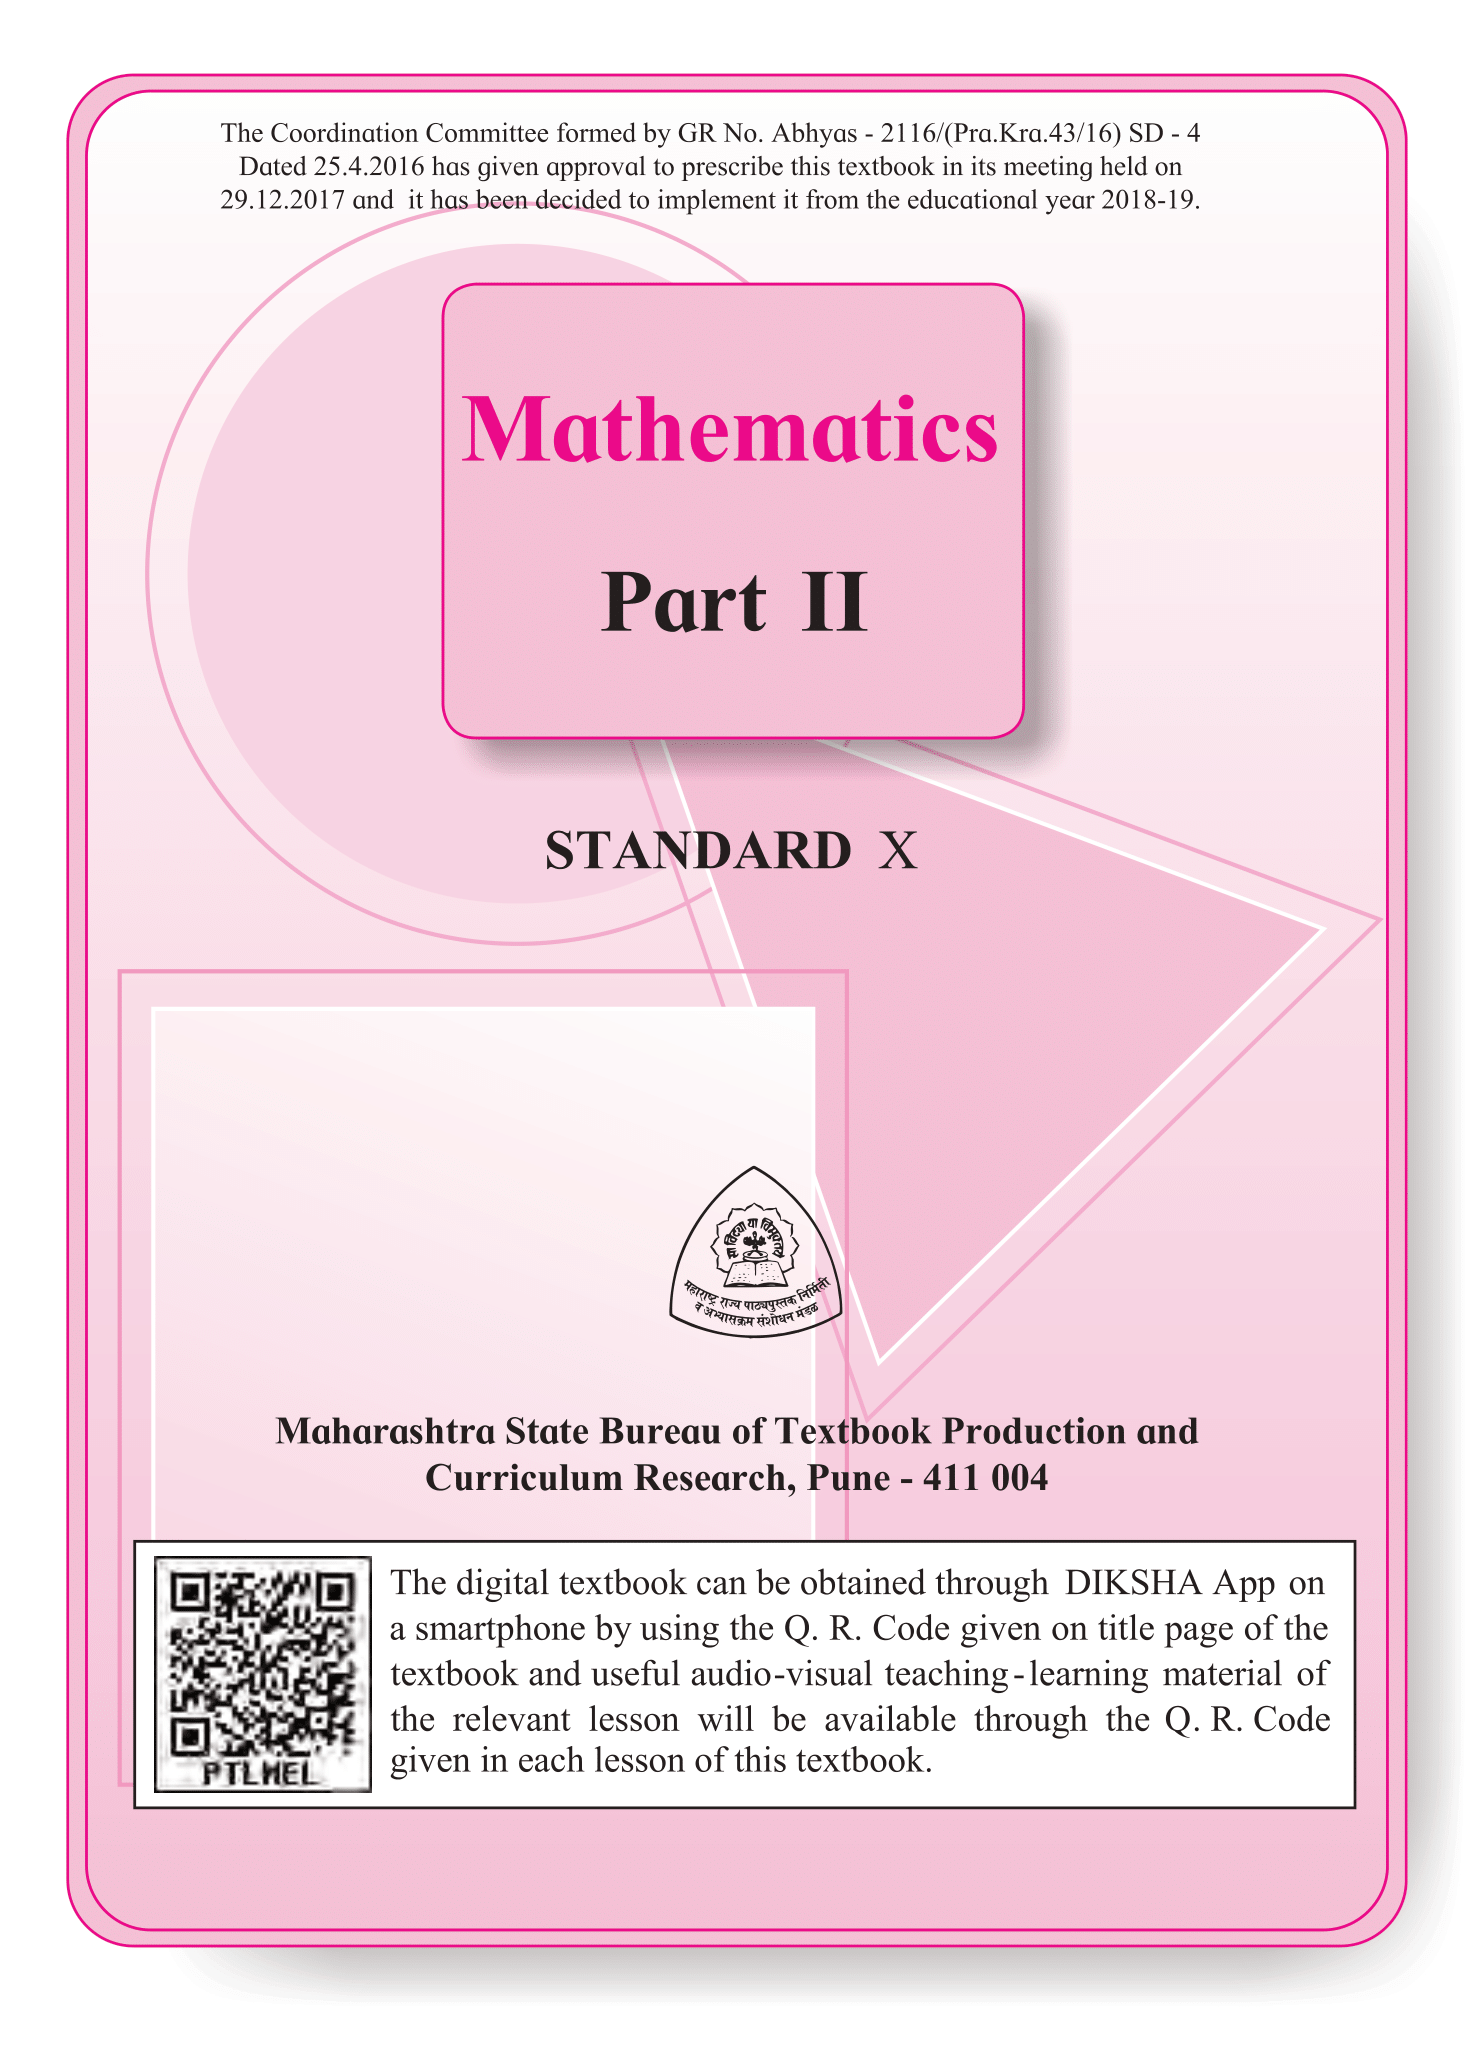 The Coordination Committee formed by GR No. Abhyas - 2116/(Pra.Kra.43/16) SD - 4
Dated 25.4.2016 has given approval to prescribe this textbook in its meeting held on
29.12.2017 and it has been decided to implement it from the educational year 2018-19.
Mathematics
Part II
STANDARD X
या विद्या या विमुक्तये
महाराष्ट्र राज्य पाठ्यपुस्तक निर्मिती
व अभ्यासक्रम संशोधन मंडळ
Maharashtra State Bureau of Textbook Production and
Curriculum Research, Pune - 411 004
The digital textbook can be obtained through DIKSHA App on
a smartphone by using the Q. R. Code given on title page of the
textbook and useful audio-visual teaching-learning material of
the relevant lesson will be available through the Q. R. Code
given in each lesson of this textbook.